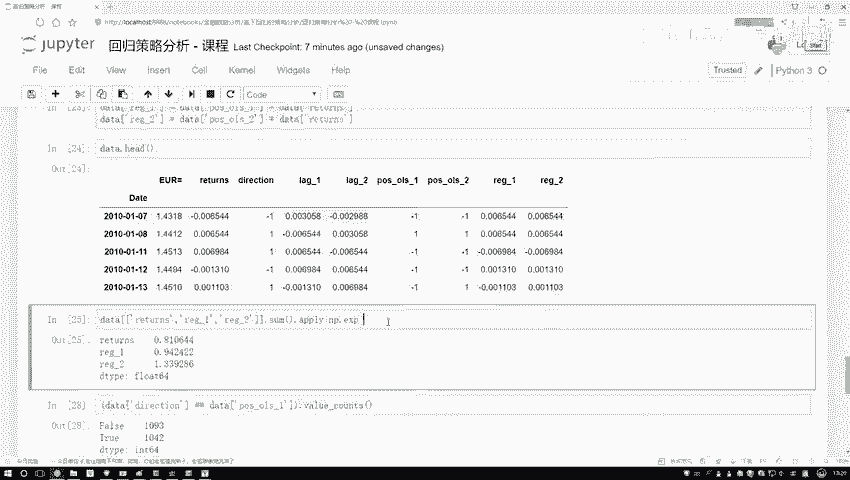 http://localhost
jupyter 回归策略分析 - 课程 Last Checkpoint: 7 minutes ago (unsaved changes)
File Edit View Insert Cell Kernel Widgets Help
Trusted Python 3
Code
data['reg_2'] = data['pos_ols_2'] * data['returns']
In [24]: data.head()
Out[24]:
EUR= returns direction lag_1 lag_2 pos_ols_1 pos_ols_2 reg_1 reg_2
Date
2010-01-07 1.4318 -0.006544 -1 0.003058 -0.002988 -1 -1 0.006544 0.006544
2010-01-08 1.4412 0.006544 1 -0.006544 0.003058 1 1 0.006544 0.006544
2010-01-11 1.4513 0.006984 1 0.006544 -0.006544 -1 -1 -0.006984 -0.006984
2010-01-12 1.4494 -0.001310 -1 0.006984 0.006544 -1 -1 0.001310 0.001310
2010-01-13 1.4510 0.001103 1 -0.001310 0.006984 -1 1 -0.001103 0.001103
In [25]: data[['returns','reg_1','reg_2']].sum().apply(np.exp)
Out[25]: returns 0.810644
reg_1 0.942422
reg_2 1.339286
dtype: float64
In [28]: (data['direction'] == data['pos_ols_1']).value_counts()
Out[28]: False 1093
True 1042
dtype: int64